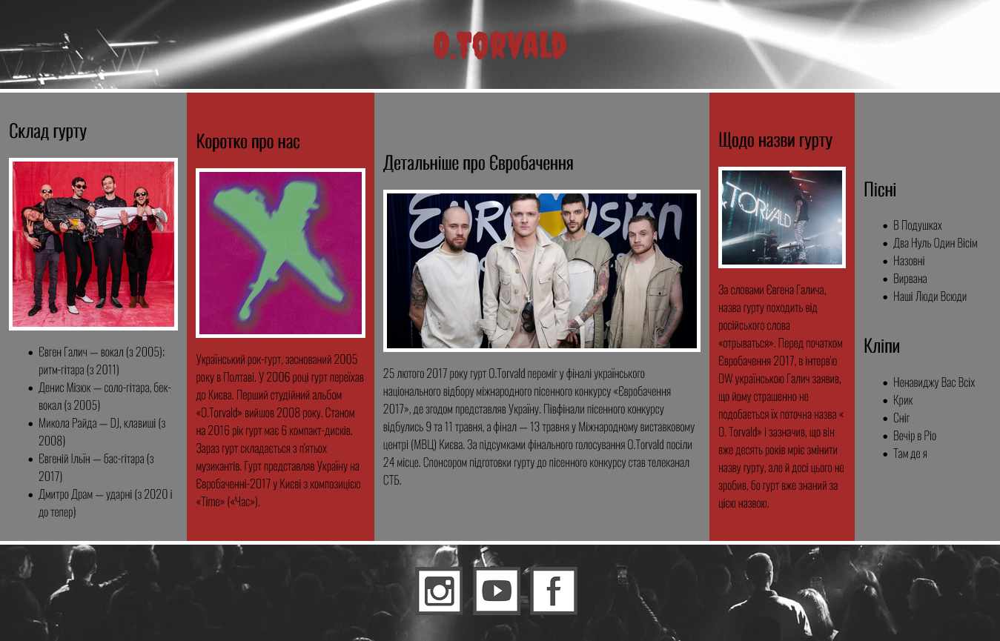 O.TORVALD
Склад гурту
Євген Галич — вокал (з 2005);
ритм-гітара (з 2011)
Денис Мізюк — соло-гітара, бек-
вокал (з 2005)
Микола Райда — DJ, клавіші (з
2008)
Євгеній Ільїн — бас-гітара (з
2017)
Дмитро Драм — ударні (з 2020 і
до тепер)
Коротко про нас
Український рок-гурт, заснований 2005
року в Полтаві. У 2006 році гурт переїхав
до Києва. Перший студійний альбом
«O.Torvald» вийшов 2008 року. Станом
на 2016 рік гурт має 6 компакт-дисків.
Зараз гурт складається з п'ятьох
музикантів. Гурт представляв Україну на
Євробаченні-2017 у Києві з композицією
«Time» («Час»).
Детальніше про Євробачення
EUROVISION
25 лютого 2017 року гурт O.Torvald переміг у фіналі українського
національного відбору міжнародного пісенного конкурсу «Євробачення
2017», де згодом представляв Україну. Півфінали пісенного конкурсу
відбулись 9 та 11 травня, а фінал — 13 травня у Міжнародному виставковому
центрі (МВЦ) Києва. За підсумками фінального голосування O.Torvald посіли
24 місце. Спонсором підготовки гурту до пісенного конкурсу став телеканал
СТБ.
Щодо назви гурту
TORVALD
За словами Євгена Галича,
назва гурту походить від
російського слова
«отрываться». Перед початком
Євробачення 2017, в інтерв'ю
DW українською Галич заявив,
що йому страшенно не
подобається їх поточна назва «
O. Torvald» і зазначив, що він
вже десять років мріє змінити
назву гурту, але й досі цього не
зробив, бо гурт вже знаний за
цією назвою.
Пісні
В Подушках
Два Нуль Один Вісім
Назовні
Вирвана
Наші Люди Всюди
Кліпи
Ненавиджу Вас Всіх
Крик
Сніг
Вечір в Ріо
Там де я